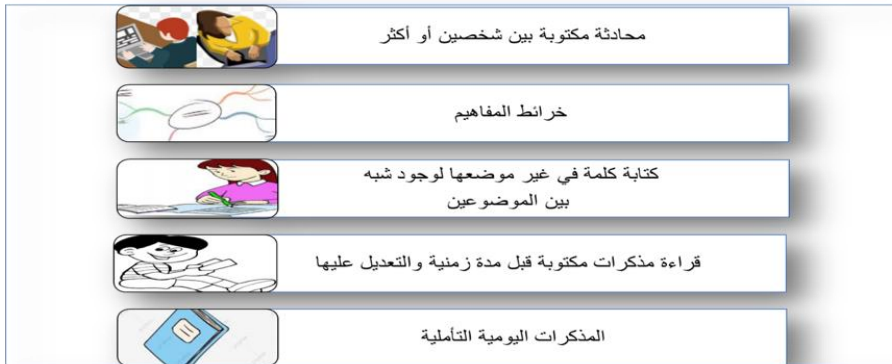 محادثة مكتوبة بين شخصين أو أكثر
خرائط المفاهيم
كتابة كلمة في غير موضعها لوجود شبه
بين الموضوعين
قراءة مذكرات مكتوبة قبل مدة زمنية والتعديل عليها
المذكرات اليومية التأملية